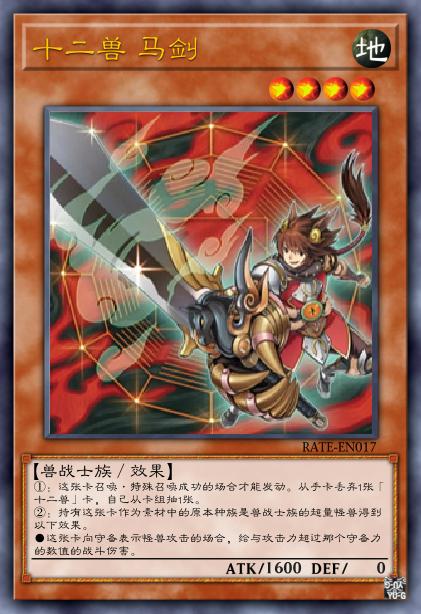 十二兽 马剑
地
RATE-EN017
【兽战士族／效果】
①：这张卡召唤·特殊召唤成功的场合才能发动。从手卡丢弃1张「
十二兽」卡，自己从卡组抽1张。
②：持有这张卡作为素材中的原本种族是兽战士族的超量怪兽得到
以下效果。
●这张卡向守备表示怪兽攻击的场合，给与攻击力超过那个守备力
的数值的战斗伤害。
ATK/1600 DEF/ 0